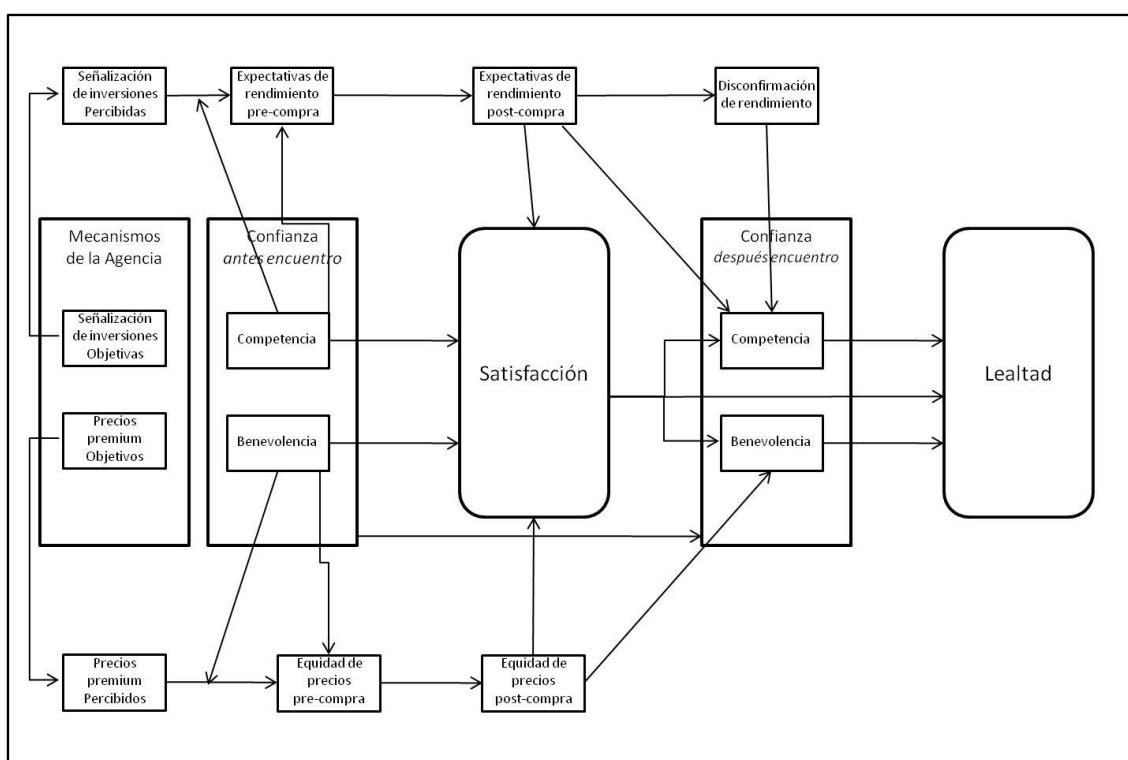 Señalización
de inversiones
Percibidas
Expectativas de
rendimiento
pre-compra
Expectativas de
rendimiento
post-compra
Disconfirmación
de rendimiento
Mecanismos
de la Agencia
Señalización
de inversiones
Objetivas
Precios
premium
Objetivos
Confianza
antes encuentro
Competencia
Benevolencia
Satisfacción
Confianza
después encuentro
Competencia
Benevolencia
Lealtad
Precios
premium
Percibidos
Equidad de
precios
pre-compra
Equidad de
precios
post-compra